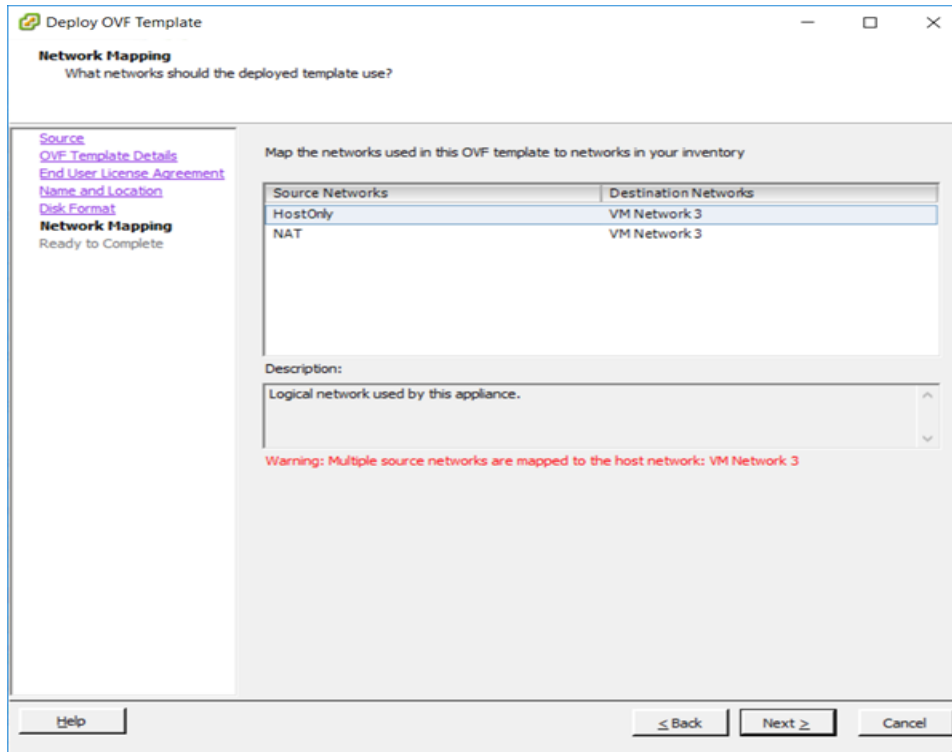 Deploy OVF Template
Network Mapping
What networks should the deployed template use?
Source
OVF Template Details
End User License Agreement
Name and Location
Disk Format
Network Mapping
Ready to Complete
Map the networks used in this OVF template to networks in your inventory
Source Networks Destination Networks
HostOnly VM Network 3
NAT VM Network 3
Description:
Logical network used by this appliance.
Warning: Multiple source networks are mapped to the host network: VM Network 3
Help < Back Next > Cancel